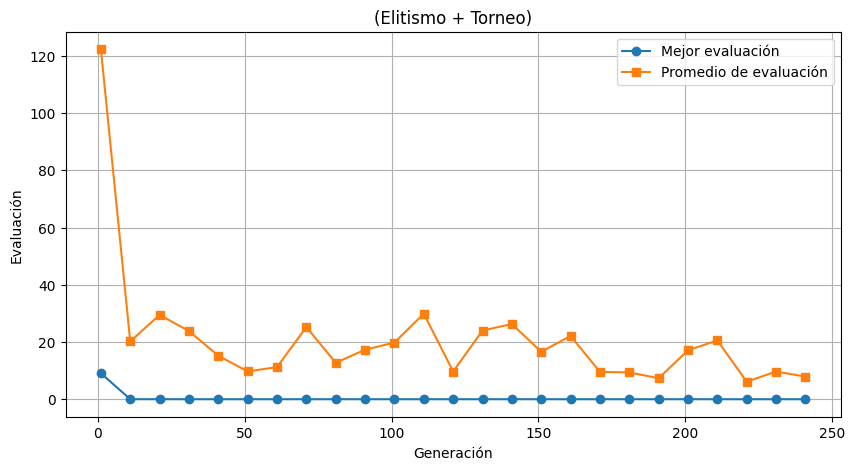 (Elitismo + Torneo)
Mejor evaluación
Promedio de evaluación
120
100
80
60
40
20
0
Evaluación
0 50 100 150 200 250
Generación